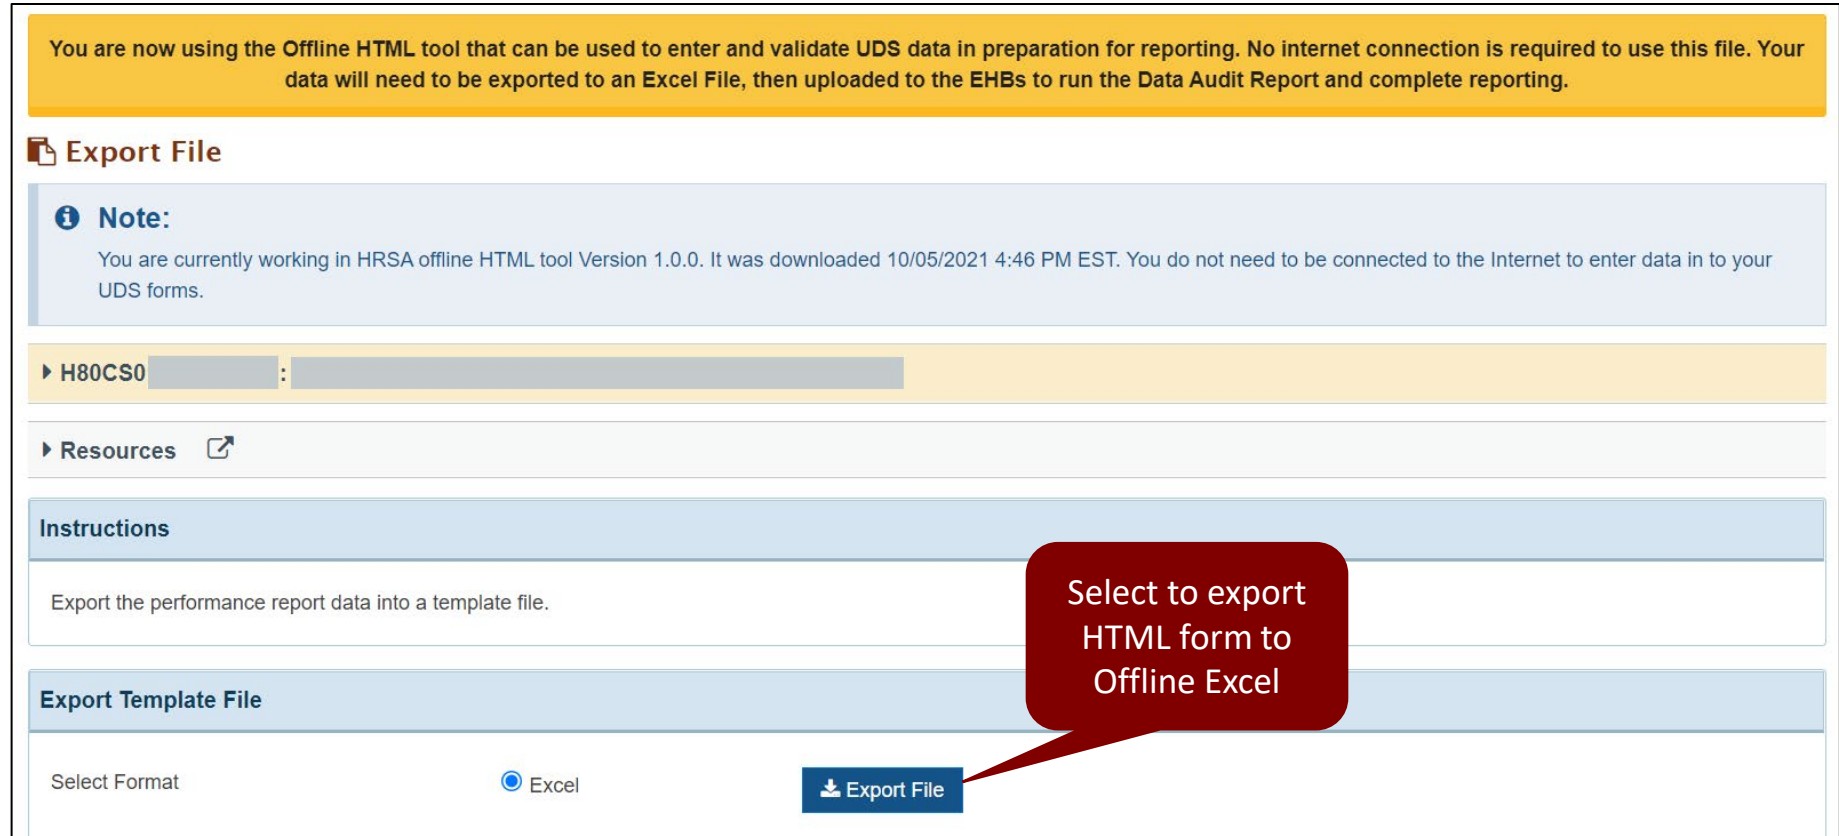 You are now using the Offline HTML tool that can be used to enter and validate UDS data in preparation for reporting. No internet connection is required to use this file. Your
data will need to be exported to an Excel File, then uploaded to the EHBs to run the Data Audit Report and complete reporting.
Export File
Note:
You are currently working in HRSA offline HTML tool Version 1.0.0. It was downloaded 10/05/2021 4:46 PM EST. You do not need to be connected to the Internet to enter data in to your
UDS forms.
H80CS0 :
Resources
Instructions
Export the performance report data into a template file.
Select to export
HTML form to
Offline Excel
Export Template File
Select Format
Excel
Export File